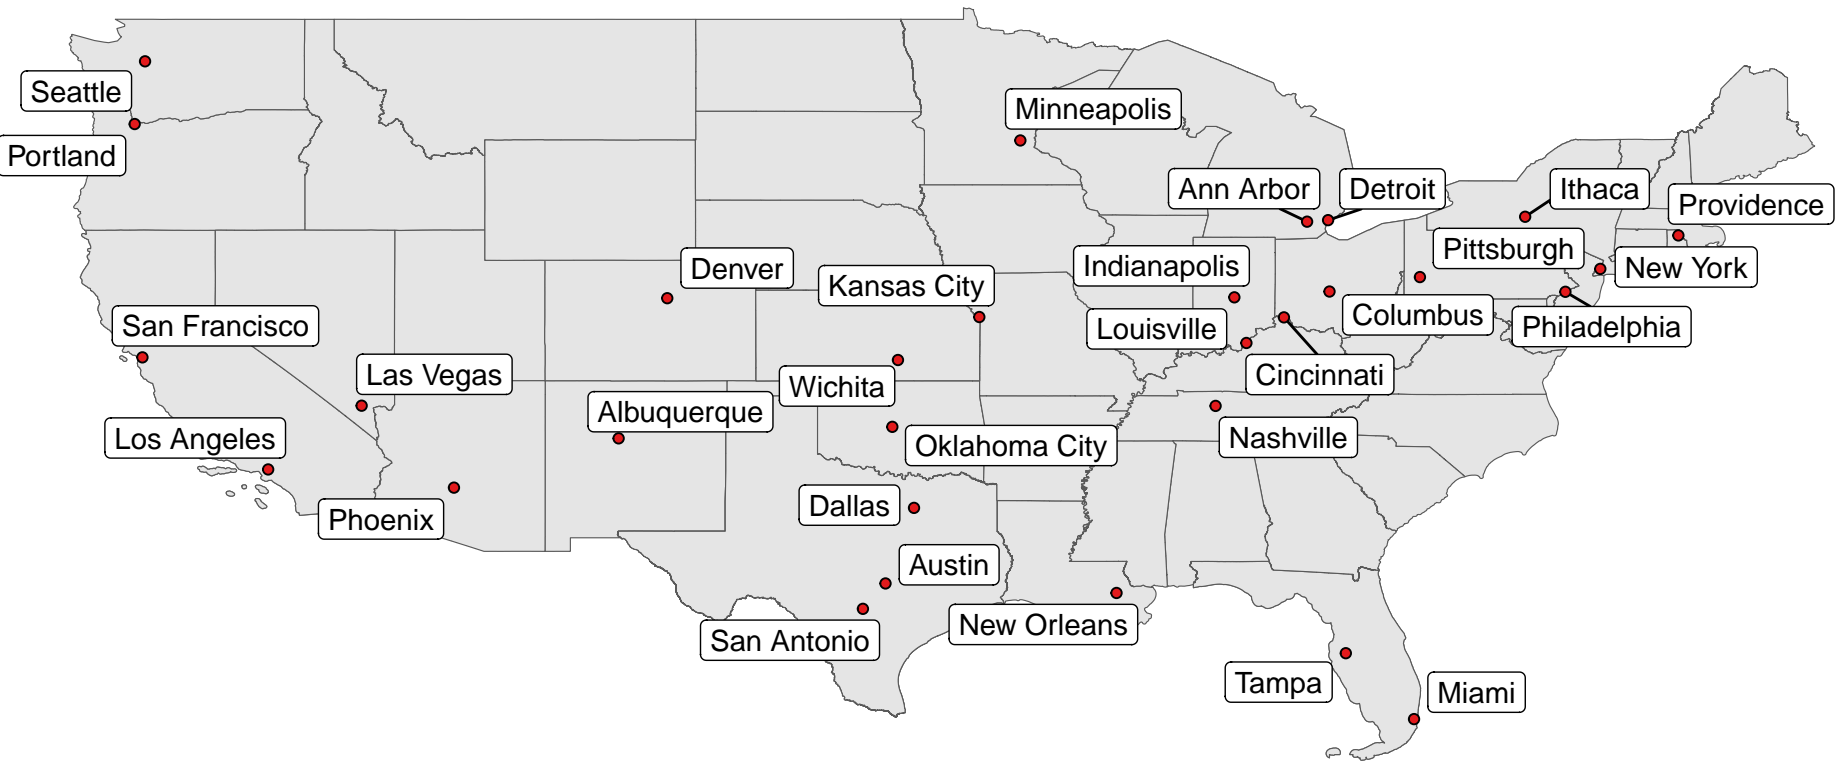 Seattle
Minneapolis
Portland
Ann Arbor
Detroit
Ithaca
Providence
Pittsburgh
Denver
Indianapolis
New York
Kansas City
San Francisco
Louisville
Columbus
Philadelphia
Las Vegas
Cincinnati
Wichita
Albuquerque
Los Angeles
Nashville
Oklahoma City
Dallas
Phoenix
Austin
New Orleans
San Antonio
Tampa
Miami